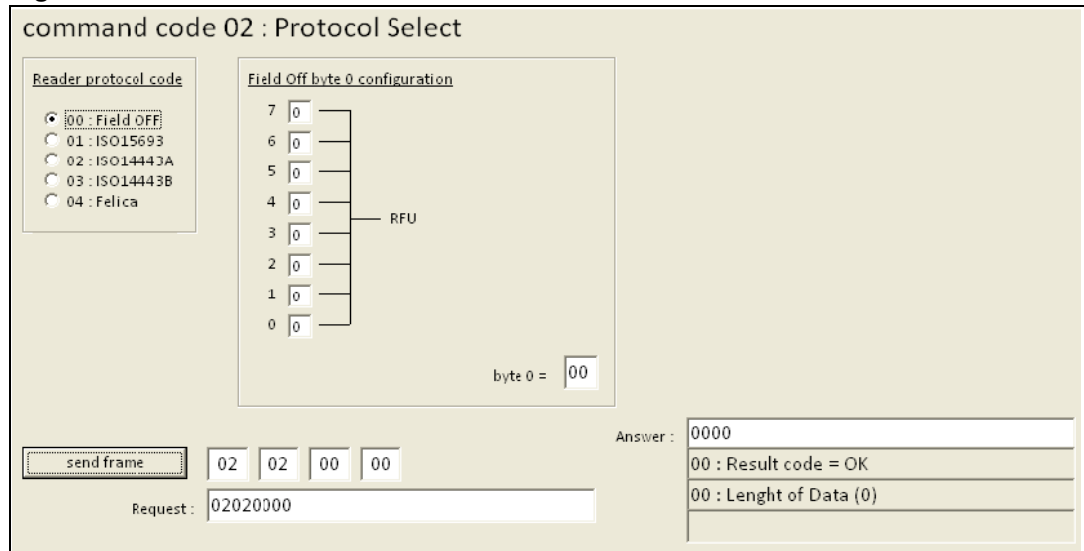 command code 02 : Protocol Select
Reader protocol code
00 : Field OFF
01 : ISO15693
02 : ISO14443A
03 : ISO14443B
04 : Felica
Field Off byte 0 configuration
7 0
6 0
5 0
4 0
RFU
3 0
2 0
1 0
0 0
byte 0 = 00
send frame 02 02 00 00
Request : 02020000
Answer : 0000
00 : Result code = OK
00 : Lenght of Data (0)